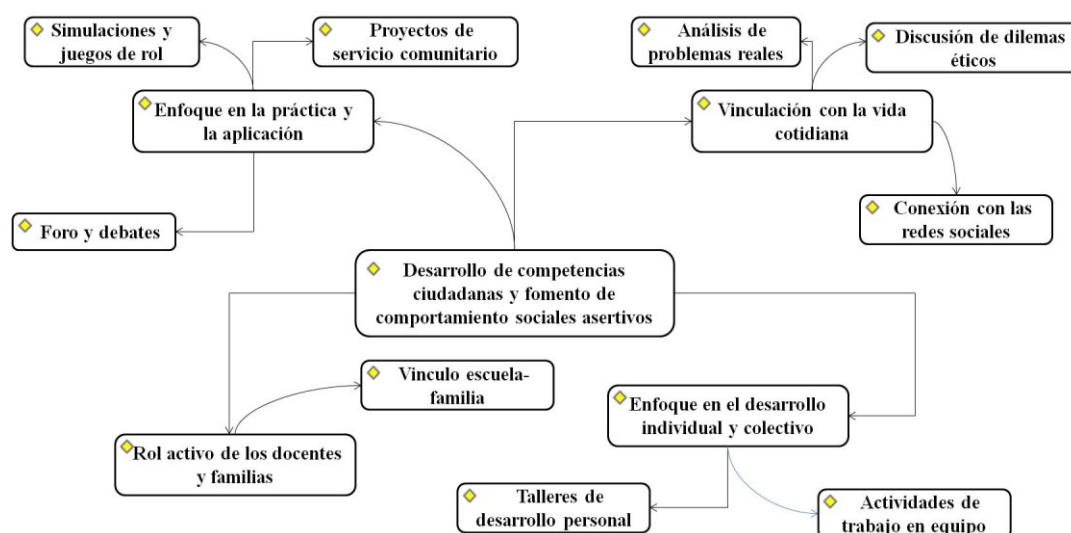 Simulaciones y
juegos de rol
Proyectos de
servicio comunitario
Análisis de
problemas reales
Discusión de dilemas
éticos
Enfoque en la práctica y
la aplicación
Vinculación con la vida
cotidiana
Foro y debates
Conexión con las
redes sociales
Desarrollo de competencias
ciudadanas y fomento de
comportamiento sociales asertivos
Vinculo escuela-
familia
Enfoque en el desarrollo
individual y colectivo
Rol activo de los docentes
y familias
Talleres de
desarrollo personal
Actividades de
trabajo en equipo